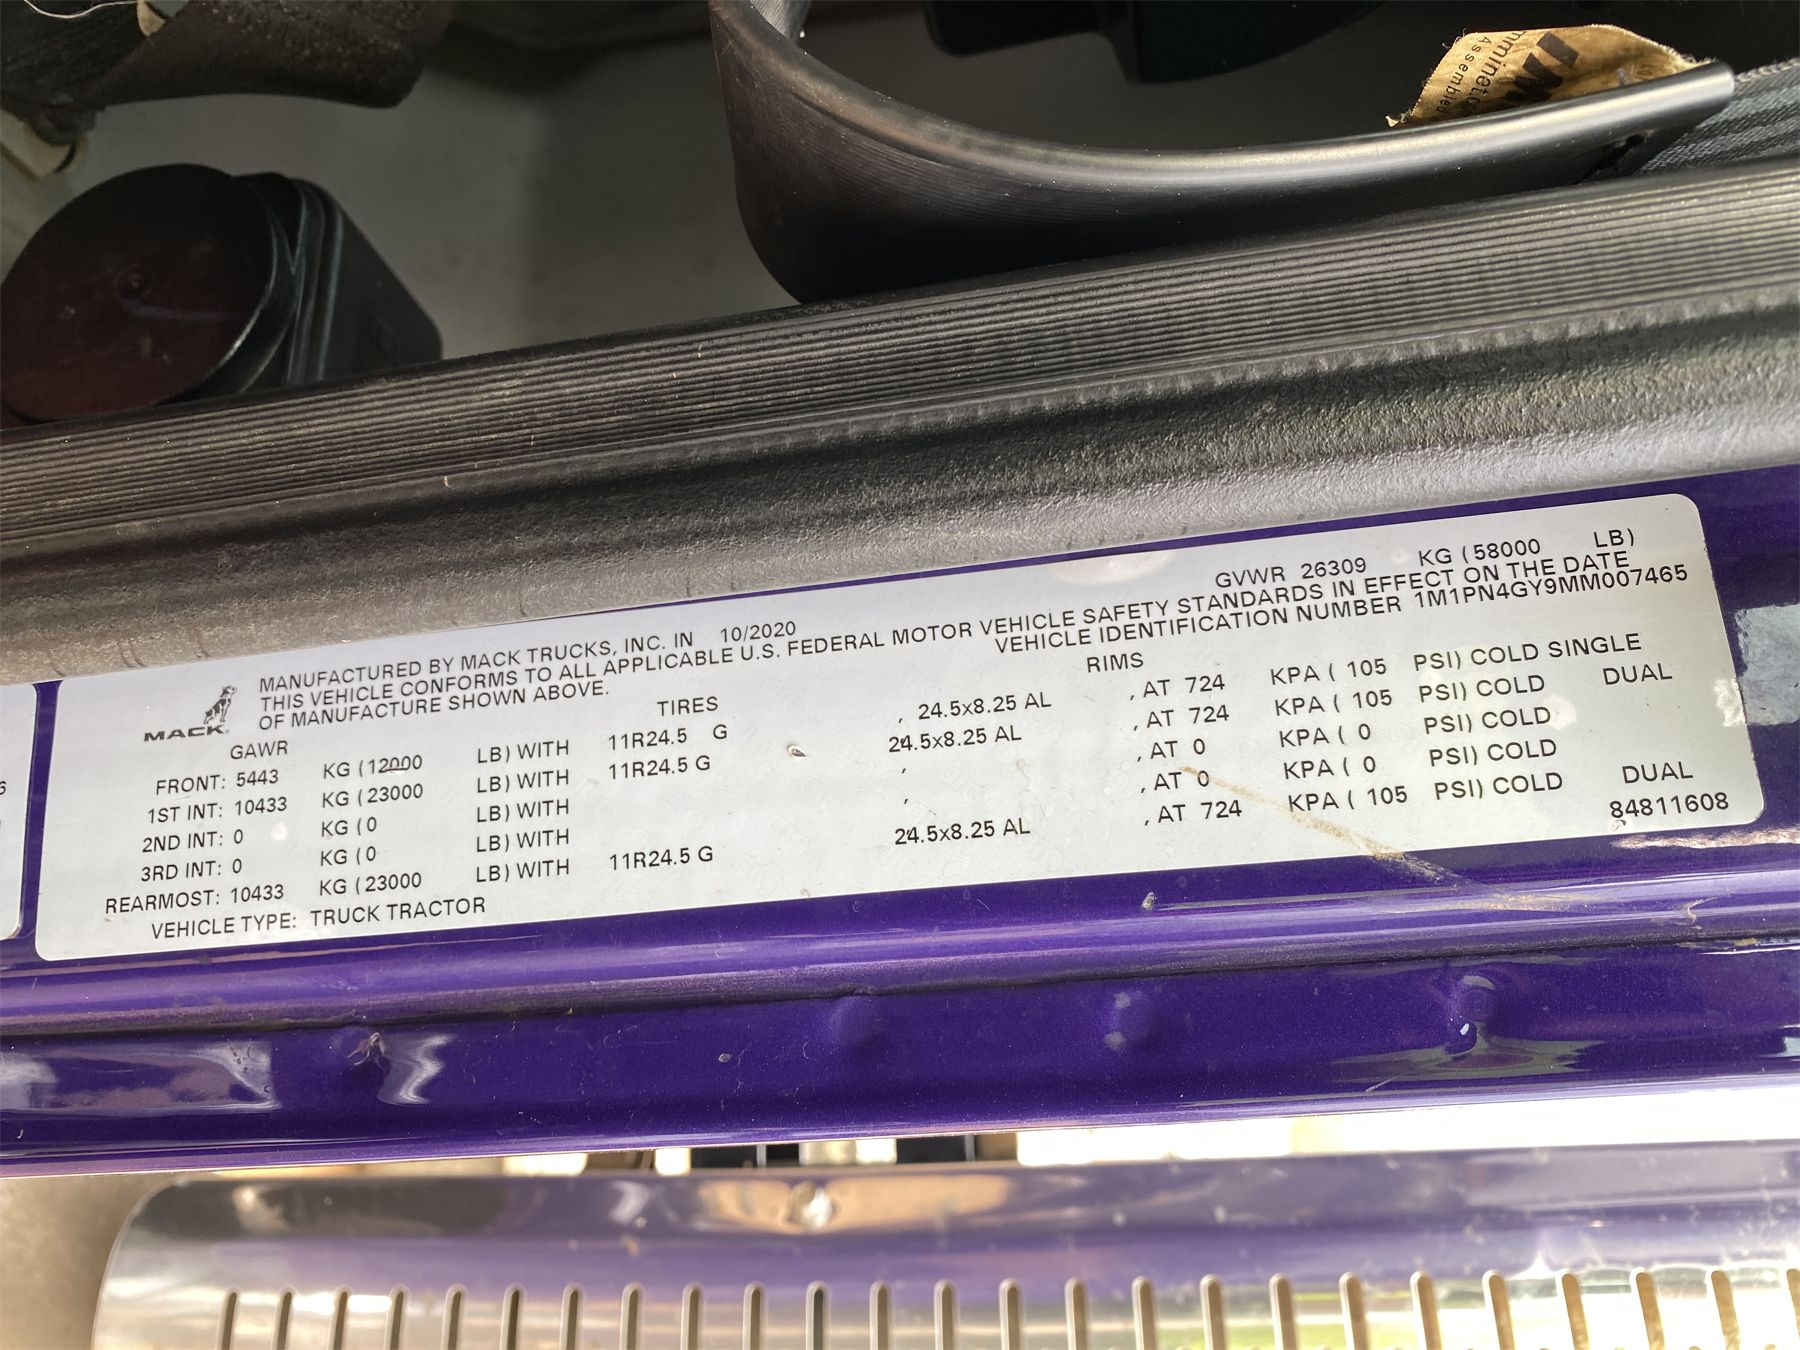 MANUFACTURED BY MACK TRUCKS, INC. IN 10/2020 GVWR 26309 KG (58000 LB)
THIS VEHICLE CONFORMS TO ALL APPLICABLE U.S. FEDERAL MOTOR VEHICLE SAFETY STANDARDS IN EFFECT ON THE DATE
OF MANUFACTURE SHOWN ABOVE. VEHICLE IDENTIFICATION NUMBER 1M1PN4GY9MM007465
MACK
GAWR TIRES RIMS
FRONT: 5443 KG (12000 LB) WITH 11R24.5 G , 24.5x8.25 AL , AT 724 KPA ( 105 PSI) COLD SINGLE
1ST INT: 10433 KG (23000 LB) WITH 11R24.5 G 24.5x8.25 AL , AT 724 KPA ( 105 PSI) COLD DUAL
2ND INT: 0 KG (0 LB) WITH , , AT 0 KPA ( 0 PSI) COLD
3RD INT: 0 KG (0 LB) WITH , , AT 0 KPA ( 0 PSI) COLD
REARMOST: 10433 KG (23000 LB) WITH 11R24.5 G 24.5x8.25 AL , AT 724 KPA ( 105 PSI) COLD DUAL
VEHICLE TYPE: TRUCK TRACTOR 84811608
Assembled
6